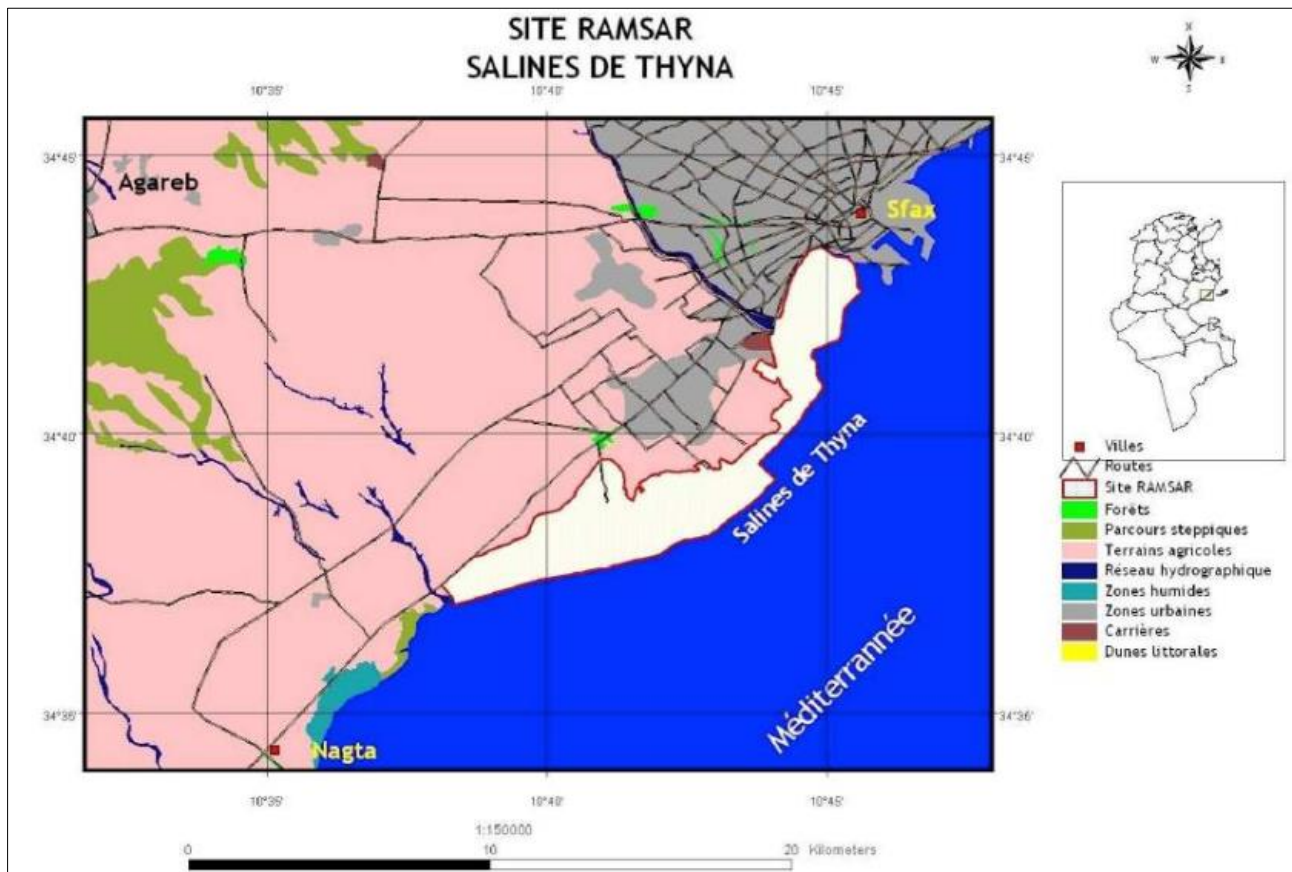 SITE RAMSAR
SALINES DE THYNA
N
W E
S
10°35' 10°40' 10°45'
34°45' 34°45'
Agareb
Sfax
34°40' 34°40'
Salines de Thyna
Méditerrannée
34°35' 34°35'
Nagta
10°35' 10°40' 10°45'
1:150000
0 10 20 Kilometers
Villes
Routes
Site RAMSAR
Forêts
Parcours steppiques
Terrains agricoles
Réseau hydrographique
Zones humides
Zones urbaines
Carrières
Dunes littorales